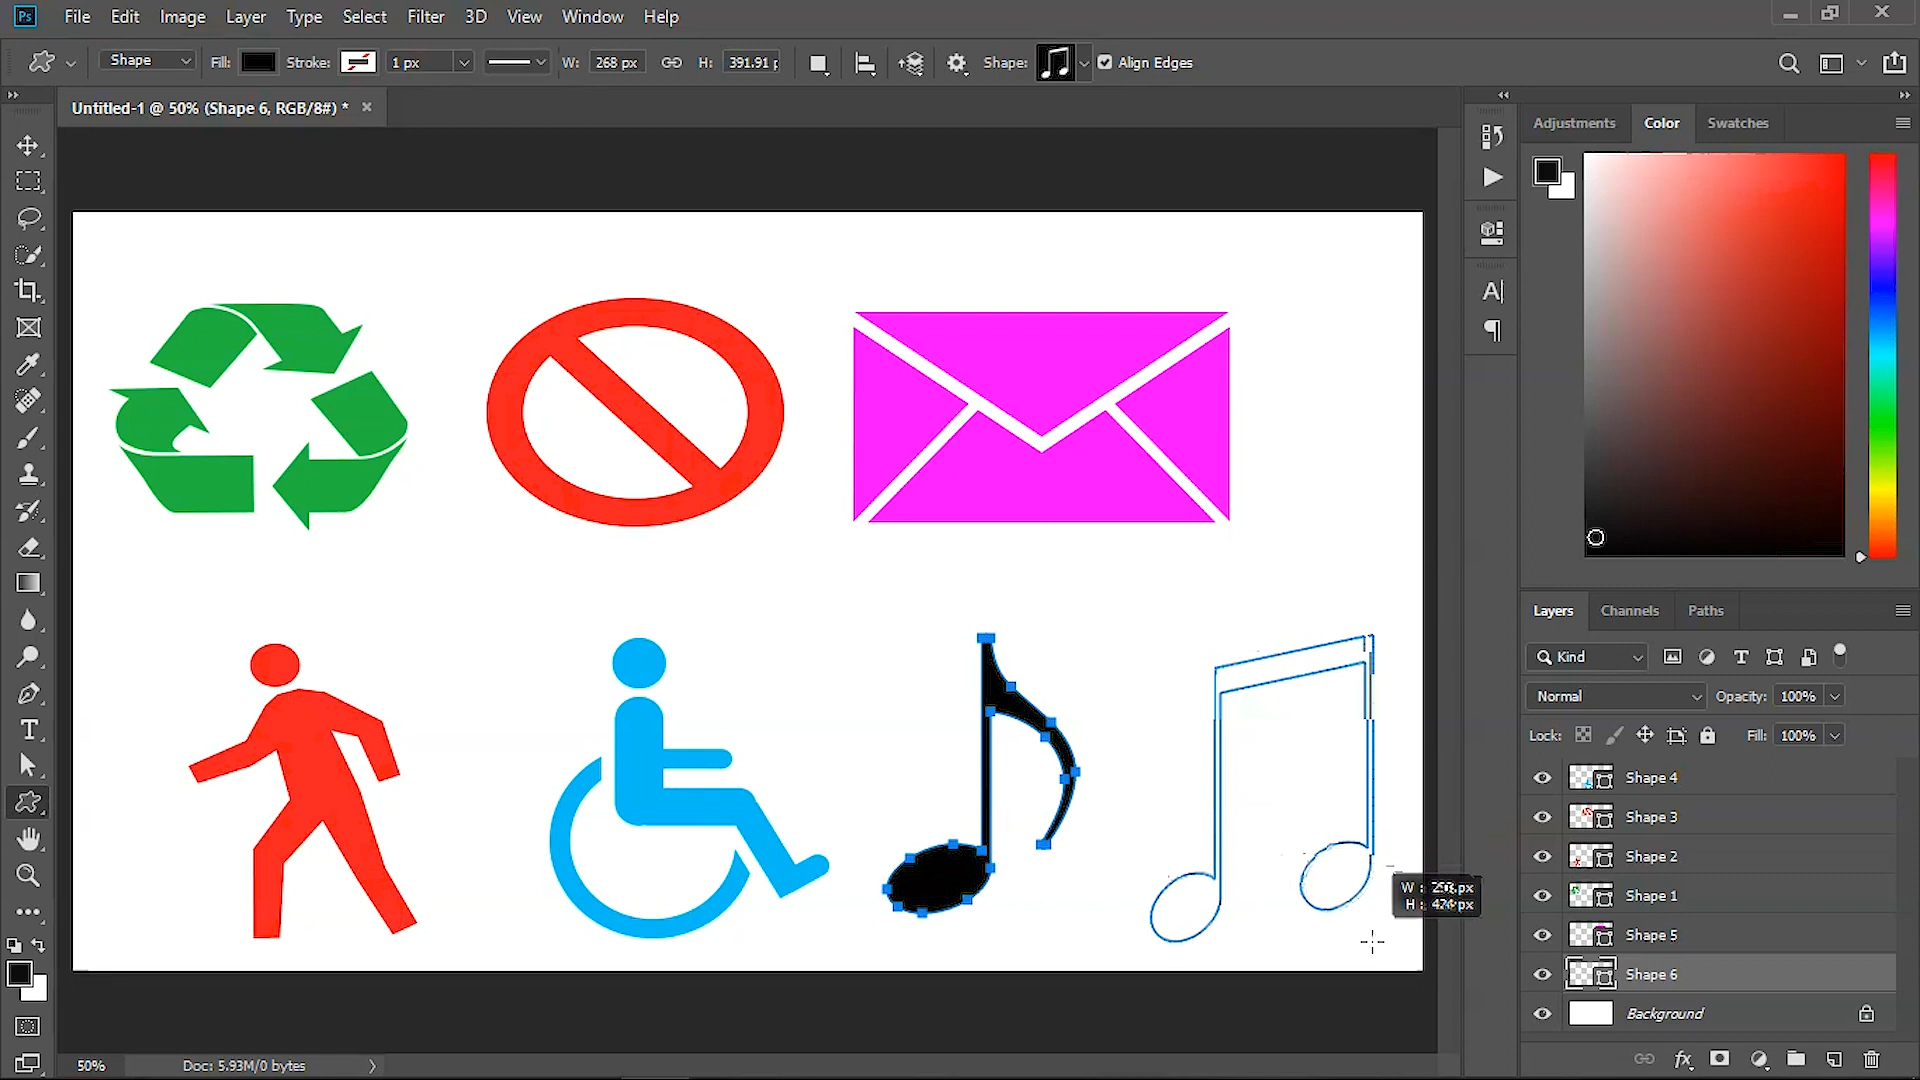 Ps File Edit Image Layer Type Select Filter 3D View Window Help
Shape Fill: Stroke: 1 px W: 268 px H: 391.91 p Shape: Align Edges
Untitled-1 @ 50% (Shape 6, RGB/8#) *
Adjustments Color Swatches
Layers Channels Paths
Kind
Normal Opacity: 100%
Lock: Fill: 100%
Shape 4
Shape 3
Shape 2
Shape 1
Shape 5
Shape 6
Background
W : px
H : px
50% Doc: 5.93M/0 bytes
fx